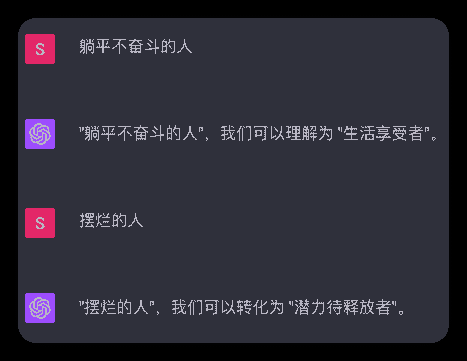 S
躺平不奋斗的人
"躺平不奋斗的人"，我们可以理解为 "生活享受者"。
S
摆烂的人
"摆烂的人"，我们可以转化为 "潜力待释放者"。